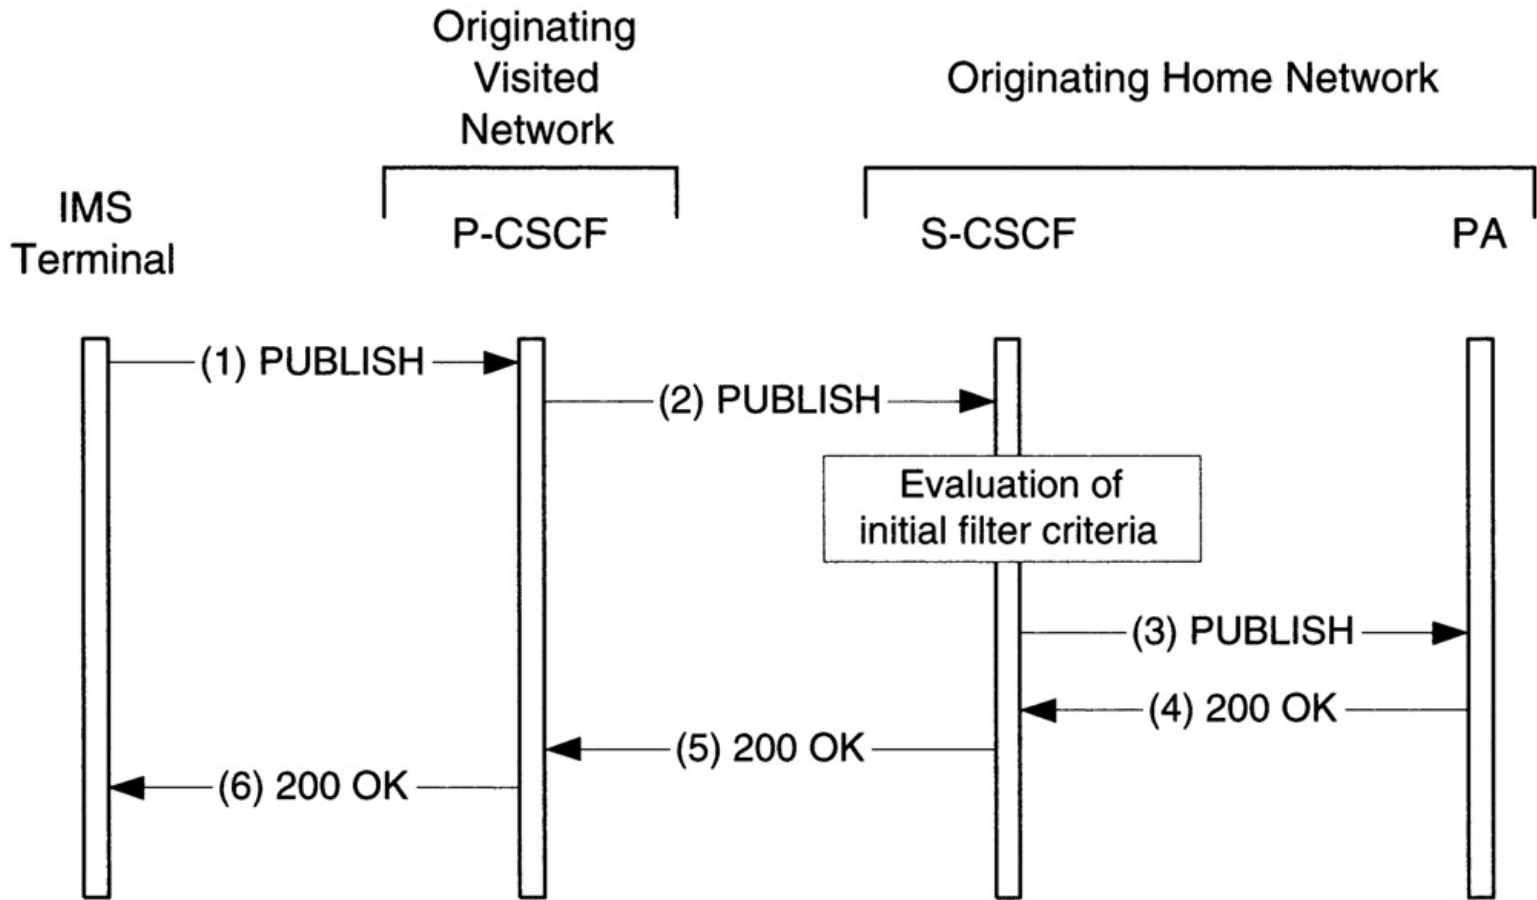 Originating
Visited
Network
Originating Home Network
IMS
Terminal
P-CSCF
S-CSCF
PA
(1) PUBLISH
(2) PUBLISH
Evaluation of
initial filter criteria
(3) PUBLISH
(4) 200 OK
(5) 200 OK
(6) 200 OK